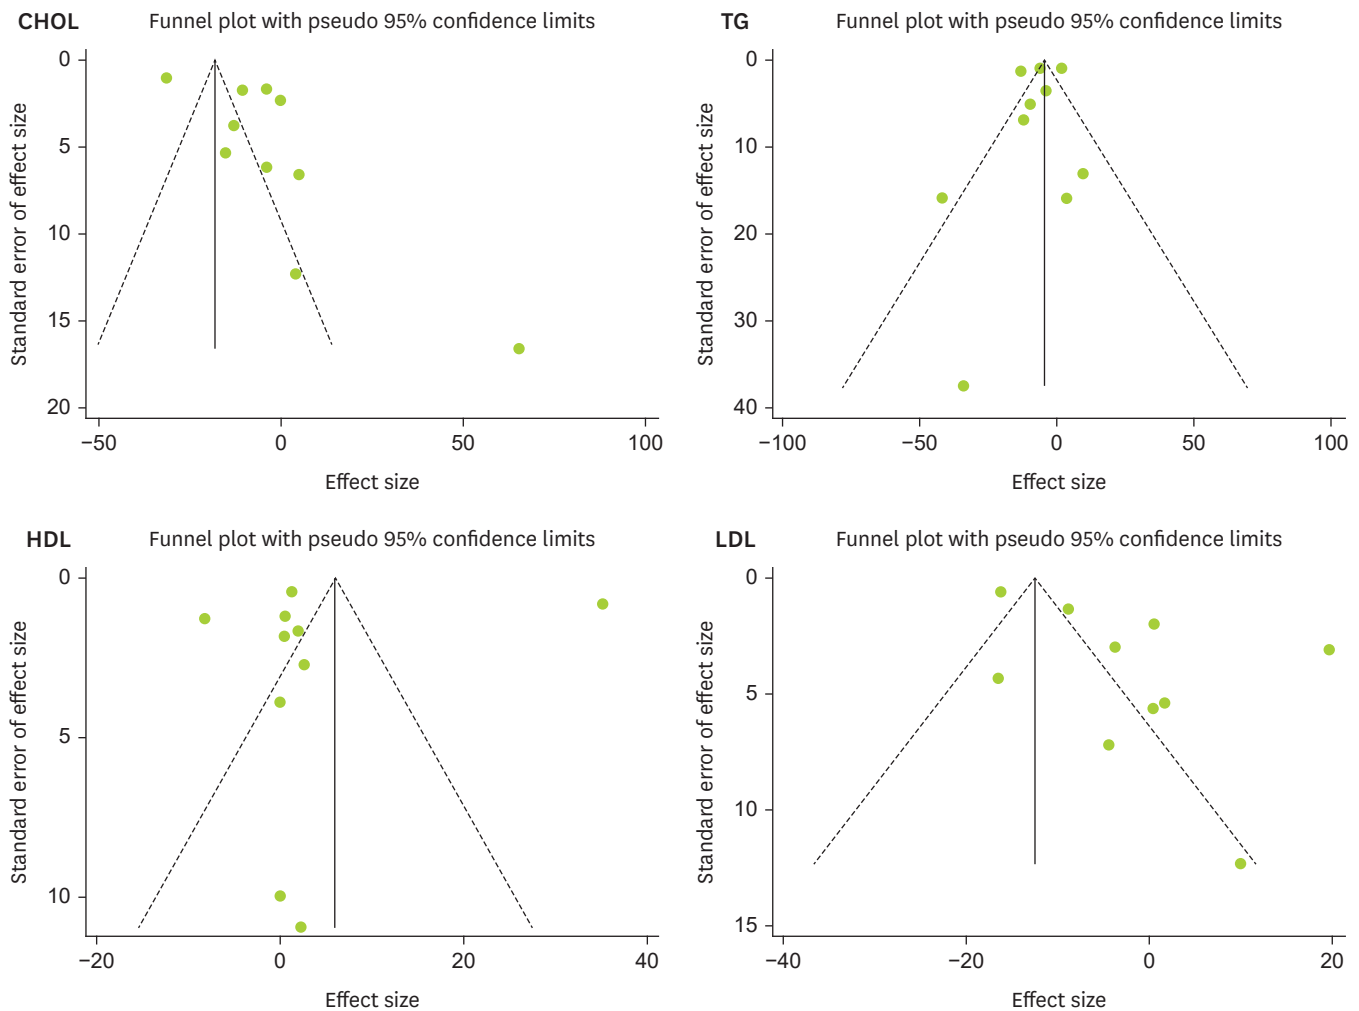 CHOL
Funnel plot with pseudo 95% confidence limits
Standard error of effect size
0
5
10
15
20
−50
0
50
100
Effect size
TG
Funnel plot with pseudo 95% confidence limits
Standard error of effect size
0
10
20
30
40
−100
−50
0
50
100
Effect size
HDL
Funnel plot with pseudo 95% confidence limits
Standard error of effect size
0
5
10
−20
0
20
40
Effect size
LDL
Funnel plot with pseudo 95% confidence limits
Standard error of effect size
0
5
10
15
−40
−20
0
20
Effect size